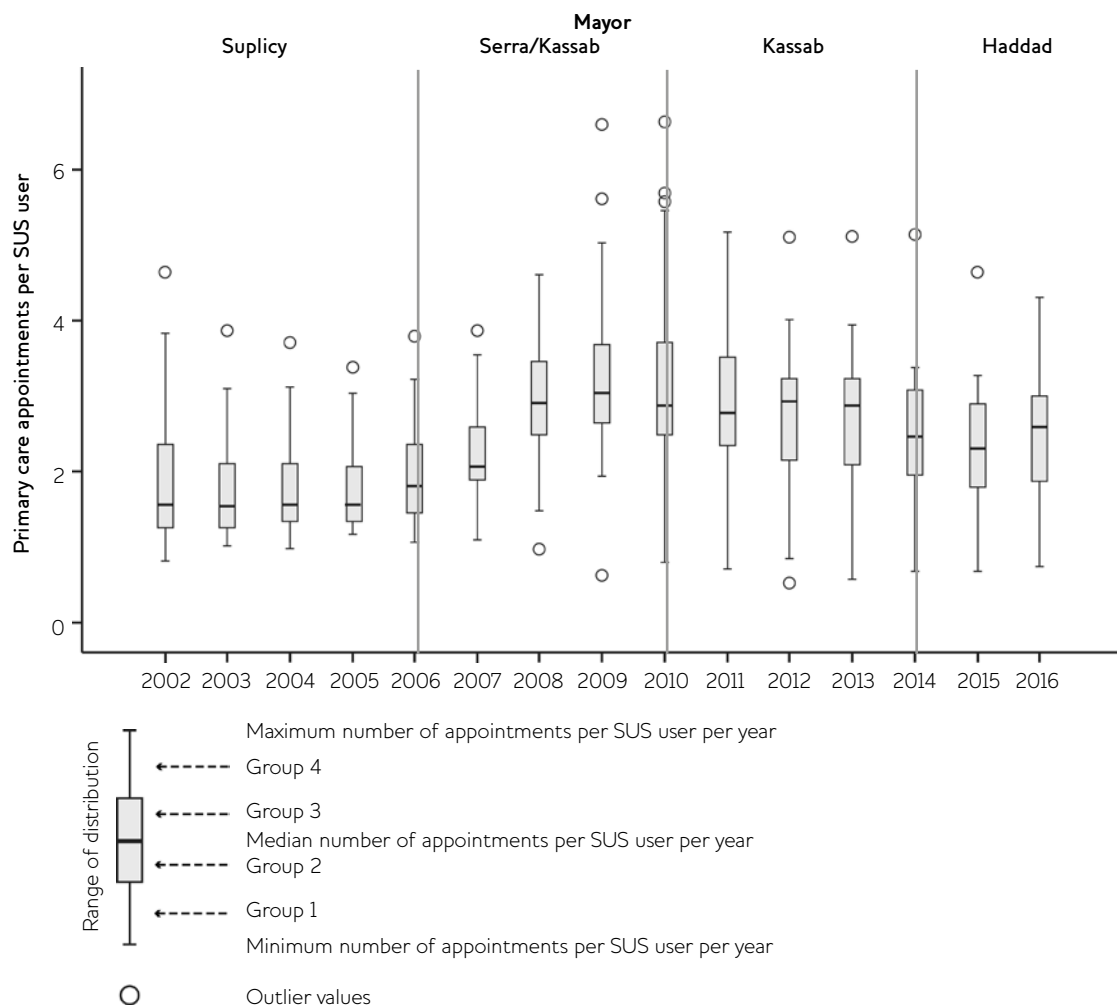 Mayor
Suplicy Serra/Kassab Kassab Haddad
Primary care appointments per SUS user
6
4
2
0
2002 2003 2004 2005 2006 2007 2008 2009 2010 2011 2012 2013 2014 2015 2016
Range of distribution
Maximum number of appointments per SUS user per year
Group 4
Group 3
Median number of appointments per SUS user per year
Group 2
Group 1
Minimum number of appointments per SUS user per year
Outlier values